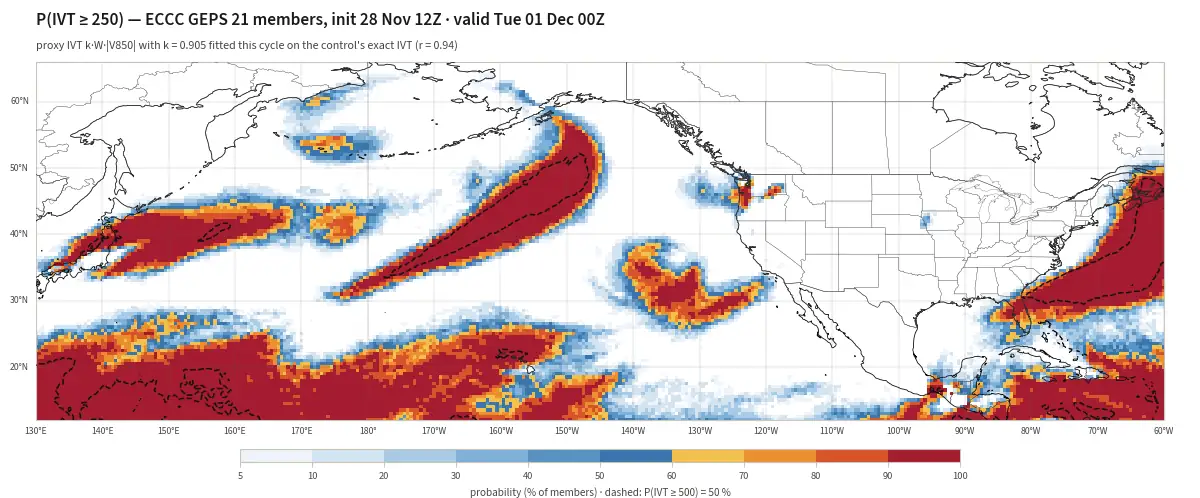 P(IVT ≥ 250) — ECCC GEPS 21 members, init 28 Nov 12Z · valid Tue 01 Dec 00Z
proxy IVT k·W·|V850| with k = 0.905 fitted this cycle on the control's exact IVT (r = 0.94)
60°N
50°N
40°N
30°N
20°N
130°E 140°E 150°E 160°E 170°E 180° 170°W 160°W 150°W 140°W 130°W 120°W 110°W 100°W 90°W 80°W 70°W 60°W
5 10 20 30 40 50 60 70 80 90 100
probability (% of members) · dashed: P(IVT ≥ 500) = 50 %